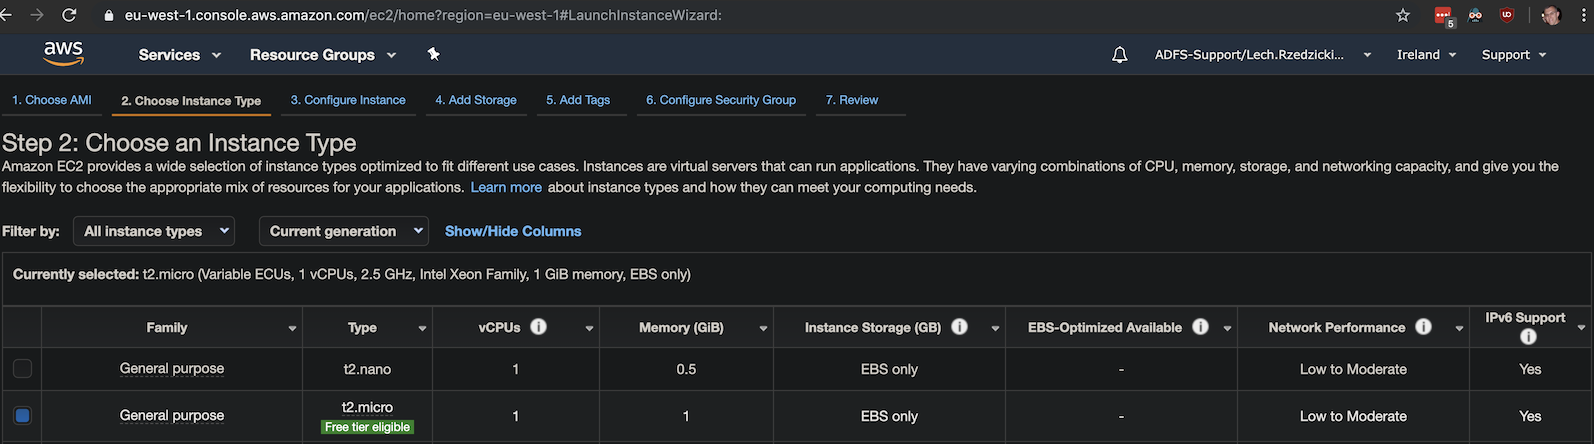 eu-west-1.console.aws.amazon.com/ec2/home?region=eu-west-1#LaunchInstanceWizard:
5
aws Services Resource Groups ADFS-Support/Lech.Rzedzicki... Ireland Support
1. Choose AMI 2. Choose Instance Type 3. Configure Instance 4. Add Storage 5. Add Tags 6. Configure Security Group 7. Review
Step 2: Choose an Instance Type
Amazon EC2 provides a wide selection of instance types optimized to fit different use cases. Instances are virtual servers that can run applications. They have varying combinations of CPU, memory, storage, and networking capacity, and give you the
flexibility to choose the appropriate mix of resources for your applications. Learn more about instance types and how they can meet your computing needs.
Filter by: All instance types Current generation Show/Hide Columns
Currently selected: t2.micro (Variable ECUs, 1 vCPUs, 2.5 GHz, Intel Xeon Family, 1 GiB memory, EBS only)
Family Type vCPUs Memory (GiB) Instance Storage (GB) EBS-Optimized Available Network Performance IPv6 Support
General purpose t2.nano 1 0.5 EBS only - Low to Moderate Yes
General purpose t2.micro 1 1 EBS only - Low to Moderate Yes
Free tier eligible